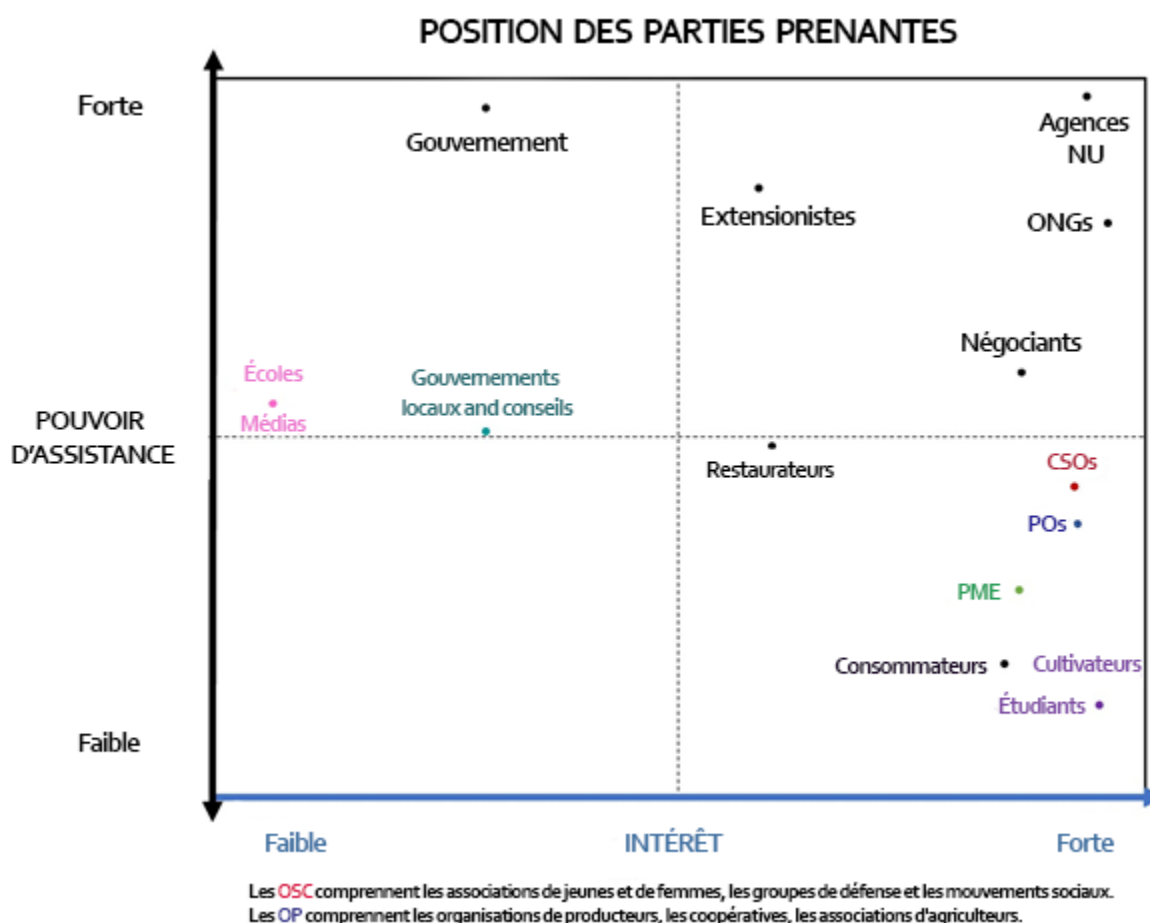 POSITION DES PARTIES PRENANTES
Forte
Gouvernement
Agences
NU
Extensionistes
ONGs
Négociants
Écoles
Médias
Gouvernements
locaux and conseils
POUVOIR
D'ASSISTANCE
Restaurateurs
CSOs
POs
PME
Consommateurs
Cultivateurs
Étudiants
Faible
Faible
INTÉRÊT
Forte
Les OSC comprennent les associations de jeunes et de femmes, les groupes de défense et les mouvements sociaux.
Les OP comprennent les organisations de producteurs, les coopératives, les associations d'agriculteurs.